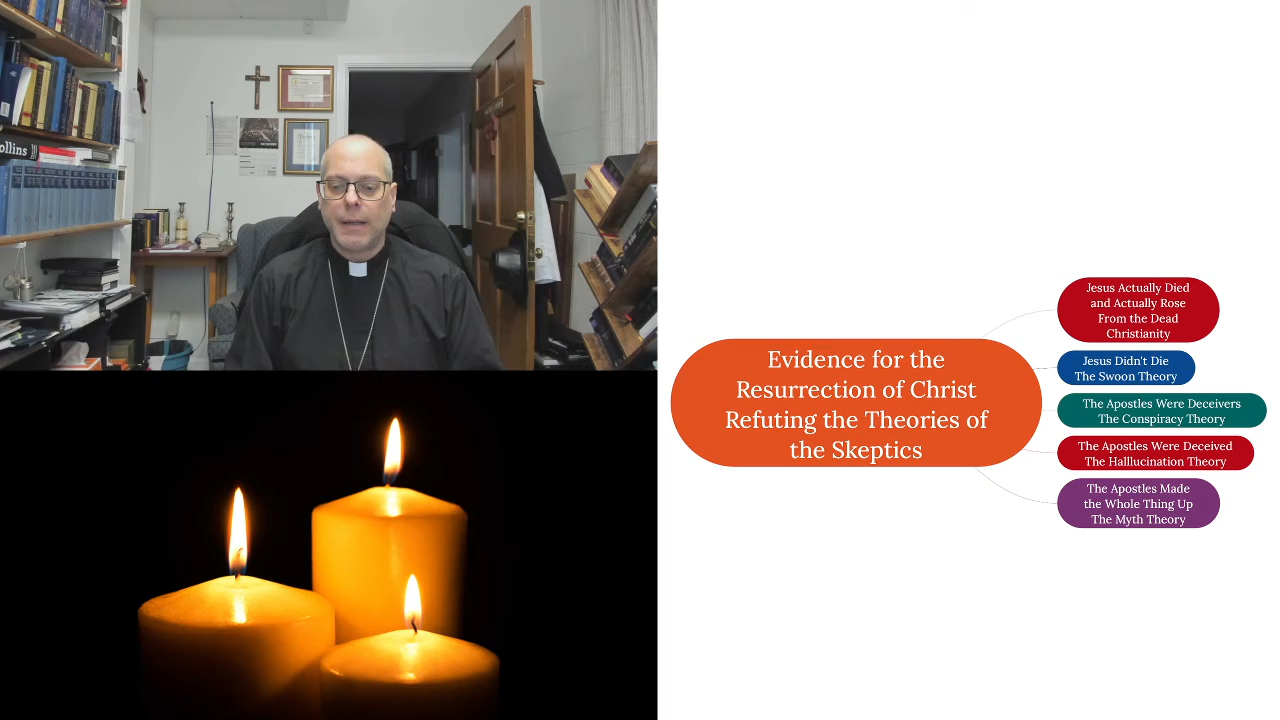 ollins
Evidence for the
Resurrection of Christ
Refuting the Theories of
the Skeptics
Jesus Actually Died
and Actually Rose
From the Dead
Christianity
Jesus Didn't Die
The Swoon Theory
The Apostles Were Deceivers
The Conspiracy Theory
The Apostles Were Deceived
The Halllucination Theory
The Apostles Made
the Whole Thing Up
The Myth Theory